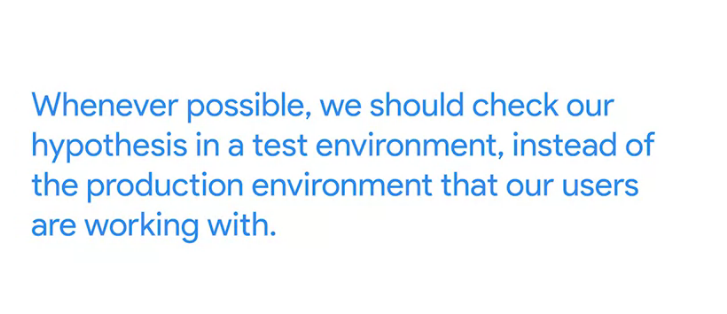 Whenever possible, we should check our
hypothesis in a test environment, instead of
the production environment that our users
are working with.